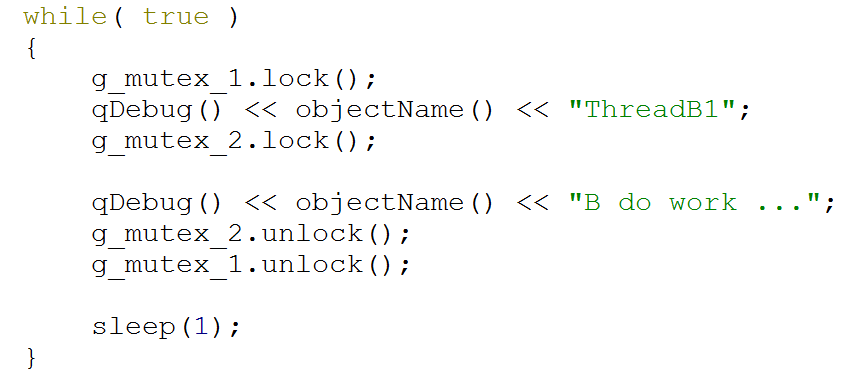 while( true )
{
    g_mutex_1.lock();
    qDebug() << objectName() << "ThreadB1";
    g_mutex_2.lock();

    qDebug() << objectName() << "B do work ...";
    g_mutex_2.unlock();
    g_mutex_1.unlock();

    sleep(1);
}